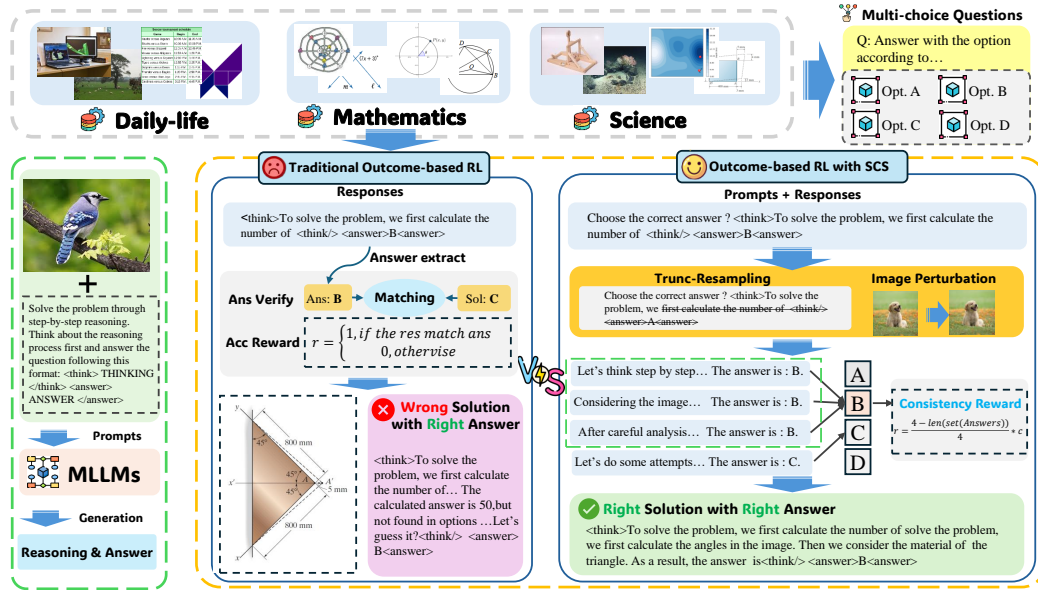 Daily-life
Mathematics
Science
Multi-choice Questions
Q: Answer with the option
according to…
Opt. A
Opt. B
Opt. C
Opt. D
+
Solve the problem through
step-by-step reasoning.
Think about the reasoning
process first and answer the
question following this
format: <think> THINKING
</think> <answer>
ANSWER </answer>
Prompts
MLLMs
Generation
Reasoning & Answer
Traditional Outcome-based RL
Responses
<think>To solve the problem, we first calculate the
number of <think/> <answer>B<answer>
Answer extract
Ans Verify
Ans: B
Matching
Sol: C
Acc Reward
r = {1, if the res match ans
0, othervise
y
45°
800 mm
x'
45°
45°
A
A'
5 mm
800 mm
x
y'
Wrong Solution
with Right Answer
<think>To solve the
problem, we first calculate
the number of… The
calculated answer is 50,but
not found in options …Let's
guess it?<think/> <answer>
B<answer>
VS
Outcome-based RL with SCS
Prompts + Responses
Choose the correct answer ? <think>To solve the problem, we first calculate the
number of <think/> <answer>B<answer>
Trunc-Resampling
Image Perturbation
Choose the correct answer ? <think>To solve the
problem, we first calculate the number of <think/>
<answer>A<answer>
Let's think step by step… The answer is : B.
Considering the image… The answer is : B.
After careful analysis… The answer is : B.
Let's do some attempts… The answer is : C.
A
B
C
D
Consistency Reward
r = (4 − len(set(Answers)))/4 * c
Right Solution with Right Answer
<think>To solve the problem, we first calculate the number of solve the problem,
we first calculate the angles in the image. Then we consider the material of the
triangle. As a result, the answer is<think/> <answer>B<answer>